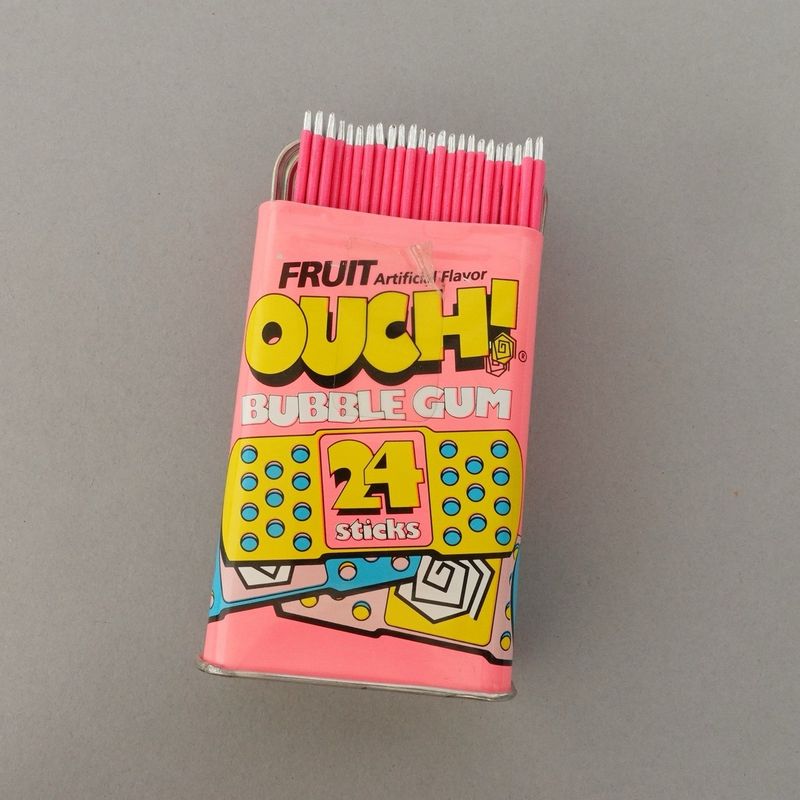 FRUIT Artificial Flavor
OUCH!®
BUBBLE GUM
24
sticks